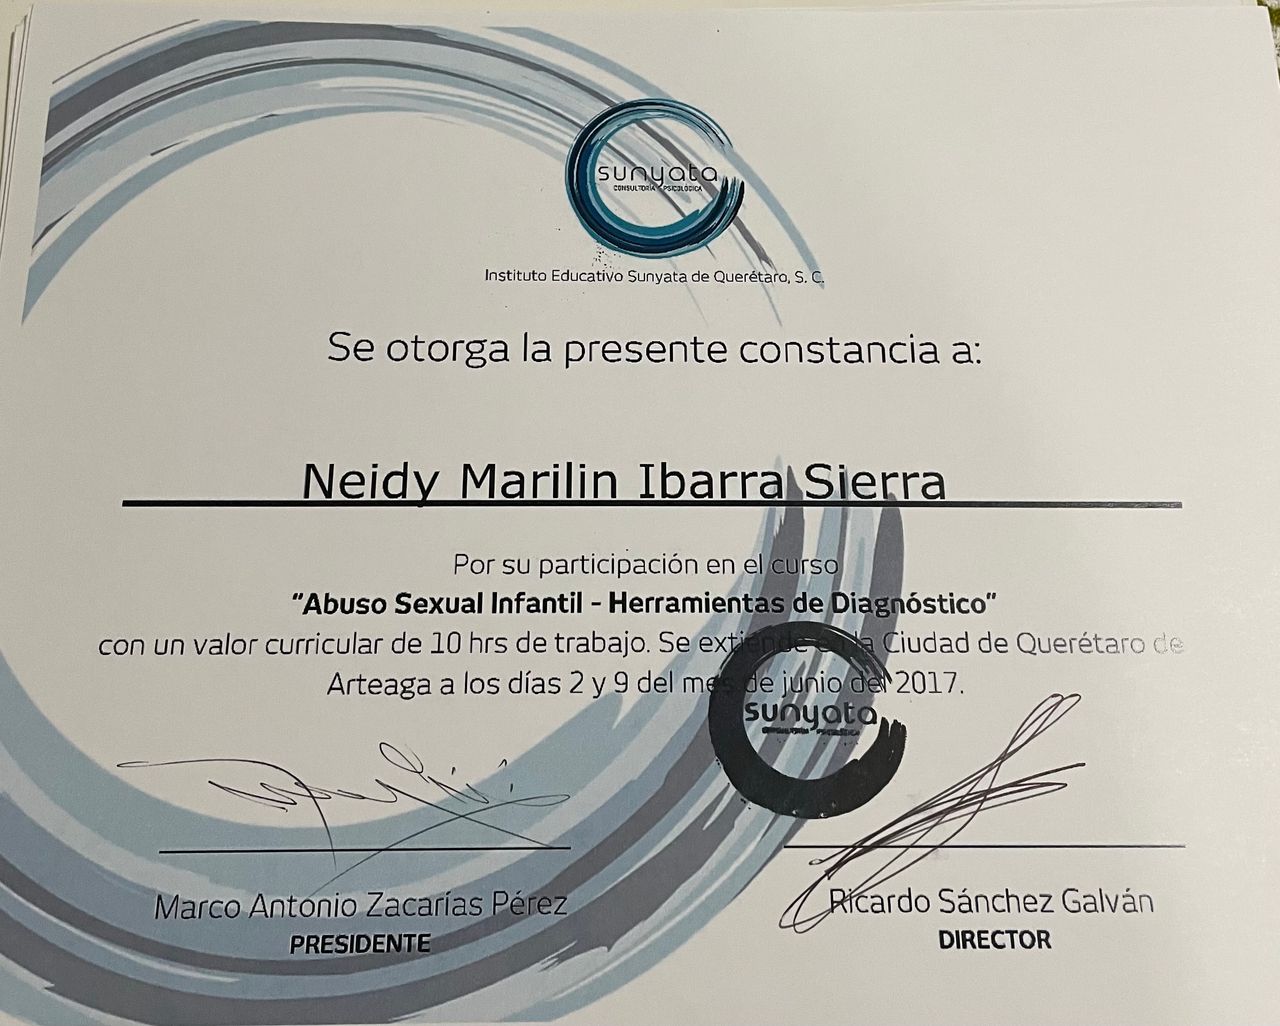 sunyata
CONSULTORÍA PSICOLÓGICA
Instituto Educativo Sunyata de Querétaro, S. C.
Se otorga la presente constancia a:
Neidy Marilin Ibarra Sierra
Por su participación en el curso
"Abuso Sexual Infantil - Herramientas de Diagnóstico"
con un valor curricular de 10 hrs de trabajo. Se extiende en la Ciudad de Querétaro de
Arteaga a los días 2 y 9 del mes de junio del 2017.
sunyata
CONSULTORÍA PSICOLÓGICA
Marco Antonio Zacarías Pérez
PRESIDENTE
Ricardo Sánchez Galván
DIRECTOR